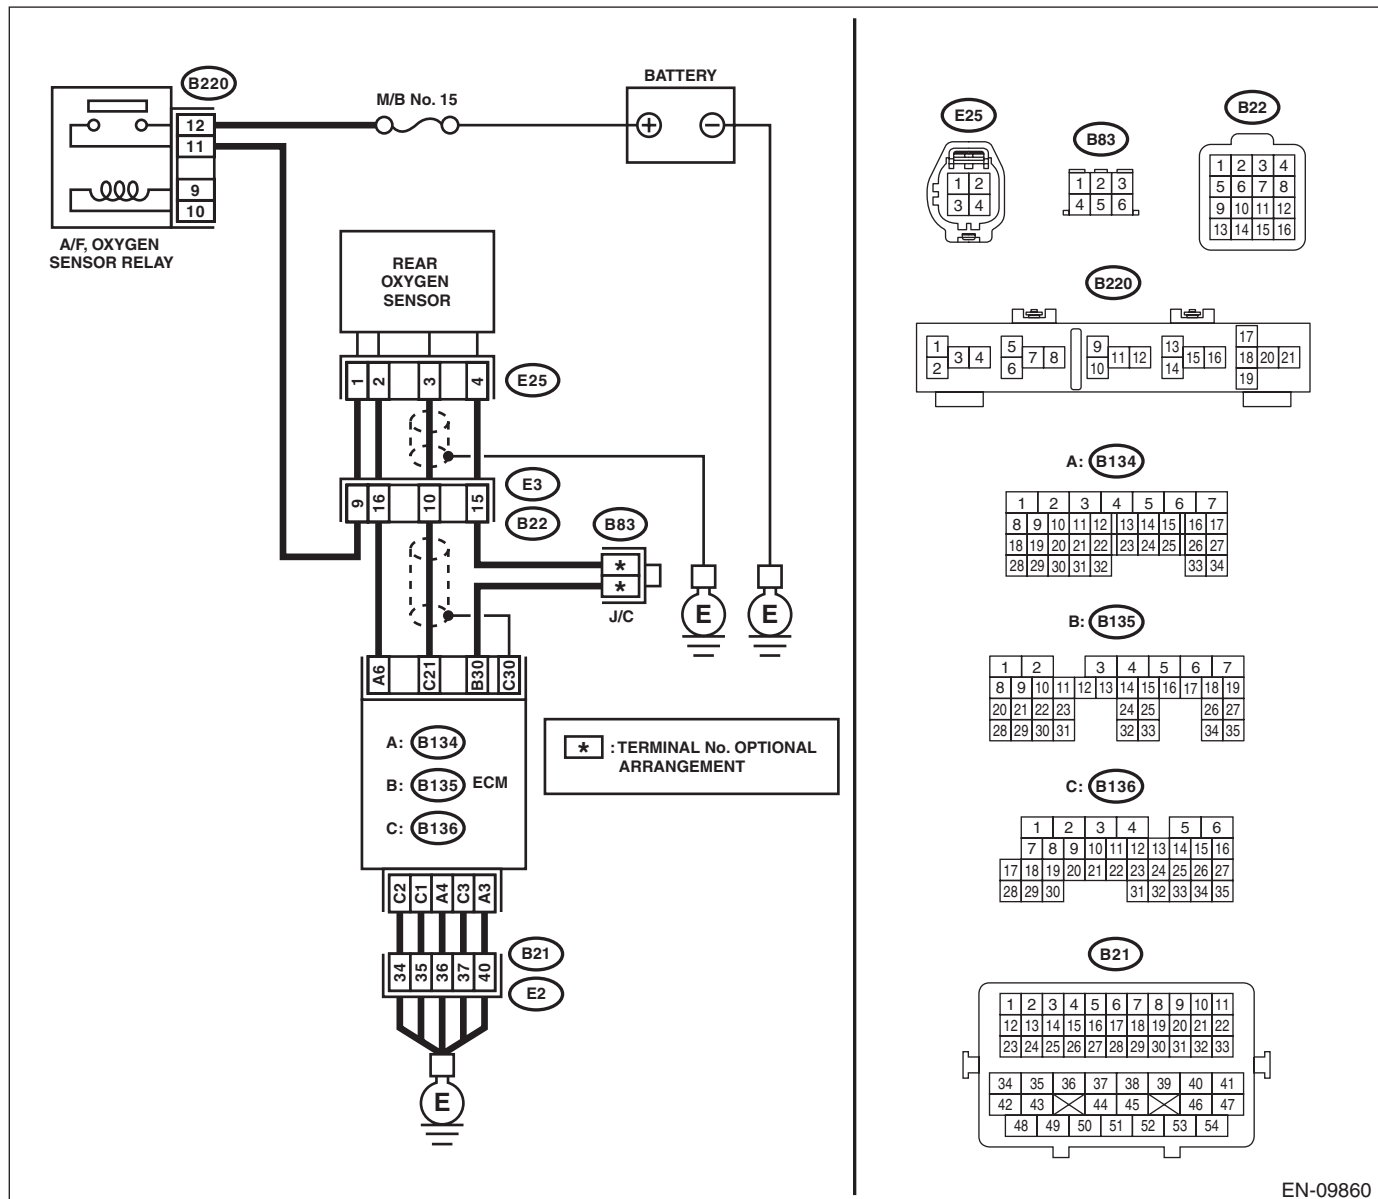 B220
M/B No. 15
BATTERY
12
11
9
10
A/F, OXYGEN
SENSOR RELAY
REAR
OXYGEN
SENSOR
1 2 3 4
E25
E3
9 16 10 15
B22
B83
*
*
J/C
E E
A6 C21 B30 C30
A: B134
B: B135 ECM
C: B136
* : TERMINAL No. OPTIONAL
ARRANGEMENT
C2 C1 A4 C3 A3
B21
34 35 36 37 40
E2
E
E25
1 2
3 4
B83
1 2 3
4 5 6
B22
1 2 3 4
5 6 7 8
9 10 11 12
13 14 15 16
B220
1 2 3 4
5 6 7 8
9 10 11 12
13 14 15 16
17 18 19 20 21
A: B134
1 2 3 4 5 6 7
8 9 10 11 12 13 14 15 16 17
18 19 20 21 22 23 24 25 26 27
28 29 30 31 32 33 34
B: B135
1 2 3 4 5 6 7
8 9 10 11 12 13 14 15 16 17 18 19
20 21 22 23 24 25 26 27
28 29 30 31 32 33 34 35
C: B136
1 2 3 4 5 6
7 8 9 10 11 12 13 14 15 16
17 18 19 20 21 22 23 24 25 26 27
28 29 30 31 32 33 34 35
B21
1 2 3 4 5 6 7 8 9 10 11
12 13 14 15 16 17 18 19 20 21 22
23 24 25 26 27 28 29 30 31 32 33
34 35 36 37 38 39 40 41
42 43 44 45 46 47
48 49 50 51 52 53 54
EN-09860